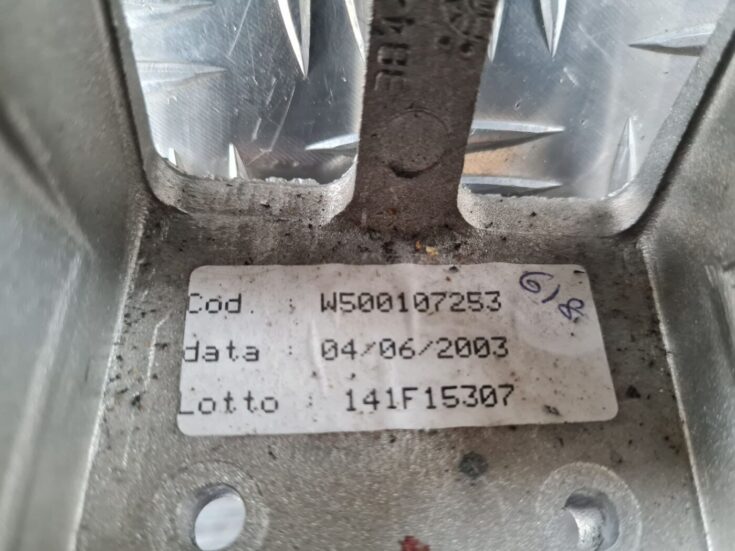 Cod. : W500107253
data : 04/06/2003
Lotto : 141F15307